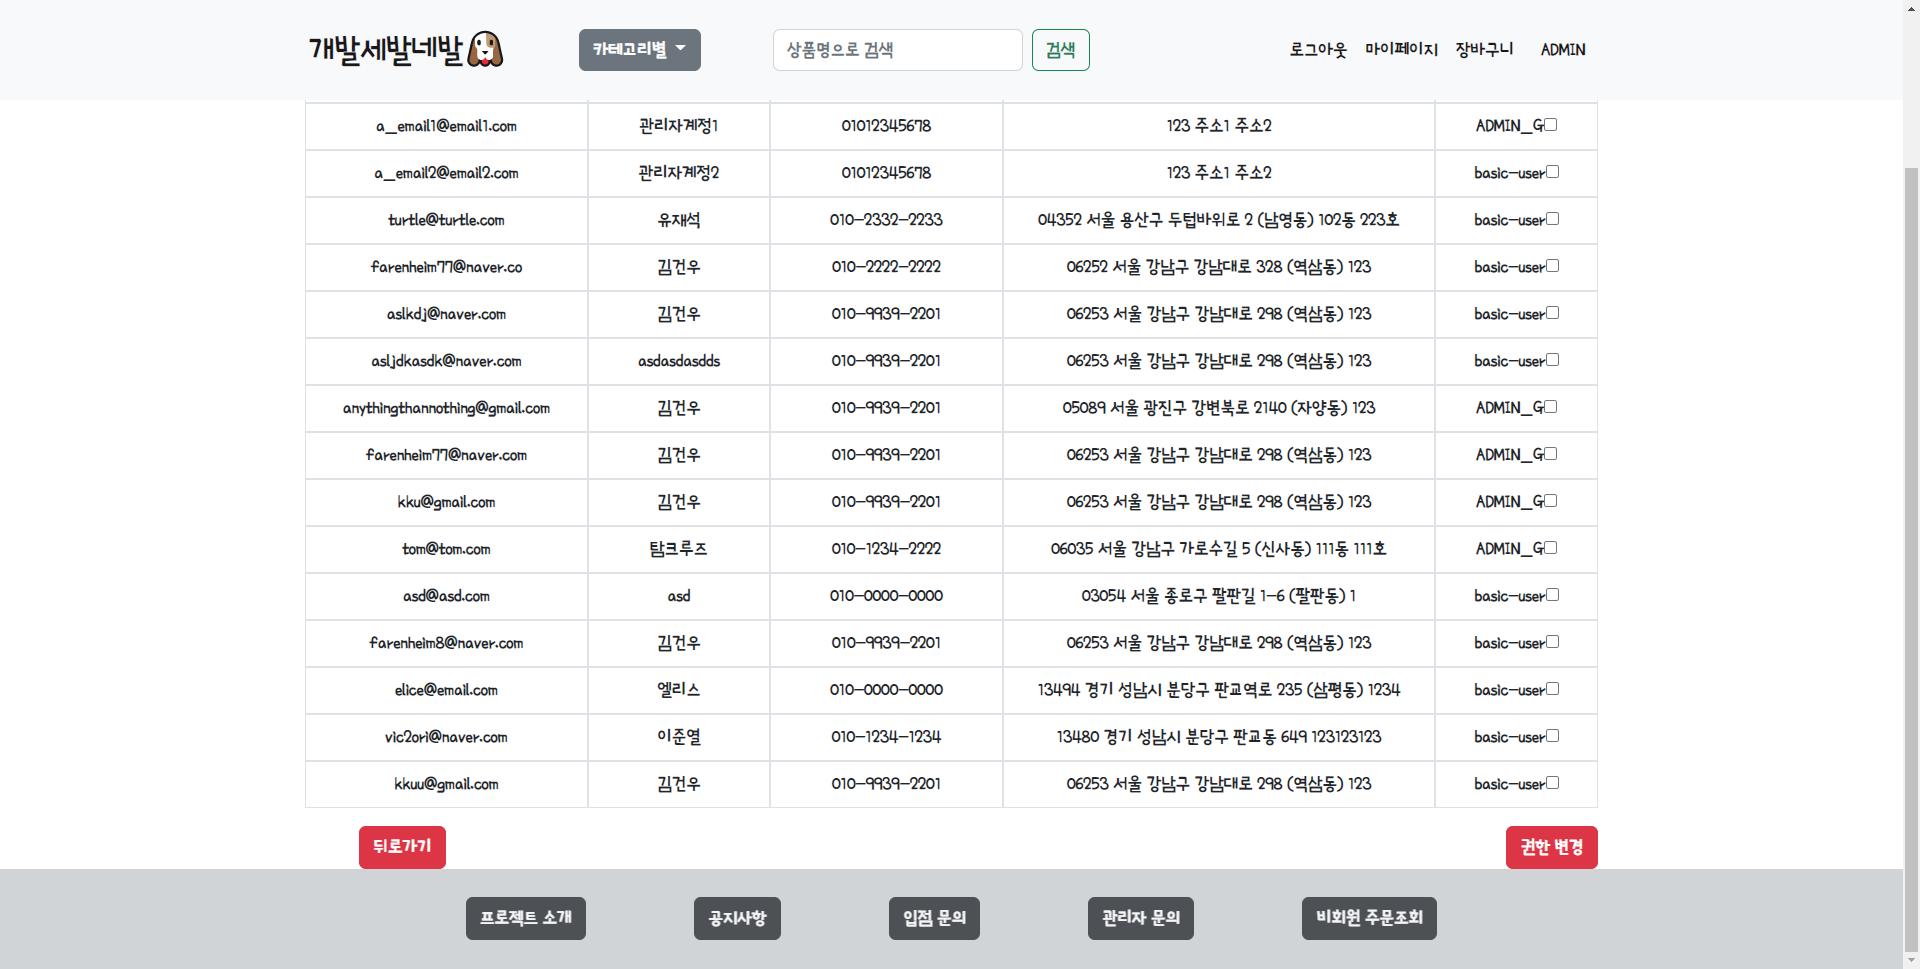 개발세발네발 카테고리별 상품명으로 검색 검색 로그아웃 마이페이지 장바구니 ADMIN
a_email1@email1.com 관리자계정1 01012345678 123 주소1 주소2 ADMIN_G
a_email2@email2.com 관리자계정2 01012345678 123 주소1 주소2 basic-user
turtle@turtle.com 유재석 010-2332-2233 04352 서울 용산구 두텁바위로 2 (남영동) 102동 223호 basic-user
farenheim77@naver.co 김건우 010-2222-2222 06252 서울 강남구 강남대로 328 (역삼동) 123 basic-user
aslkdj@naver.com 김건우 010-9939-2201 06253 서울 강남구 강남대로 298 (역삼동) 123 basic-user
asljdkasdk@naver.com asdasdasdds 010-9939-2201 06253 서울 강남구 강남대로 298 (역삼동) 123 basic-user
anythingthannothing@gmail.com 김건우 010-9939-2201 05089 서울 광진구 강변북로 2140 (자양동) 123 ADMIN_G
farenheim77@naver.com 김건우 010-9939-2201 06253 서울 강남구 강남대로 298 (역삼동) 123 ADMIN_G
kku@gmail.com 김건우 010-9939-2201 06253 서울 강남구 강남대로 298 (역삼동) 123 ADMIN_G
tom@tom.com 탐크루즈 010-1234-2222 06035 서울 강남구 가로수길 5 (신사동) 111동 111호 ADMIN_G
asd@asd.com asd 010-0000-0000 03054 서울 종로구 팔판길 1-6 (팔판동) 1 basic-user
farenheim8@naver.com 김건우 010-9939-2201 06253 서울 강남구 강남대로 298 (역삼동) 123 basic-user
elice@email.com 엘리스 010-0000-0000 13494 경기 성남시 분당구 판교역로 235 (삼평동) 1234 basic-user
vic2ori@naver.com 이준열 010-1234-1234 13480 경기 성남시 분당구 판교동 649 123123123 basic-user
kkuu@gmail.com 김건우 010-9939-2201 06253 서울 강남구 강남대로 298 (역삼동) 123 basic-user
뒤로가기 권한 변경
프로젝트 소개 공지사항 입점 문의 관리자 문의 비회원 주문조회